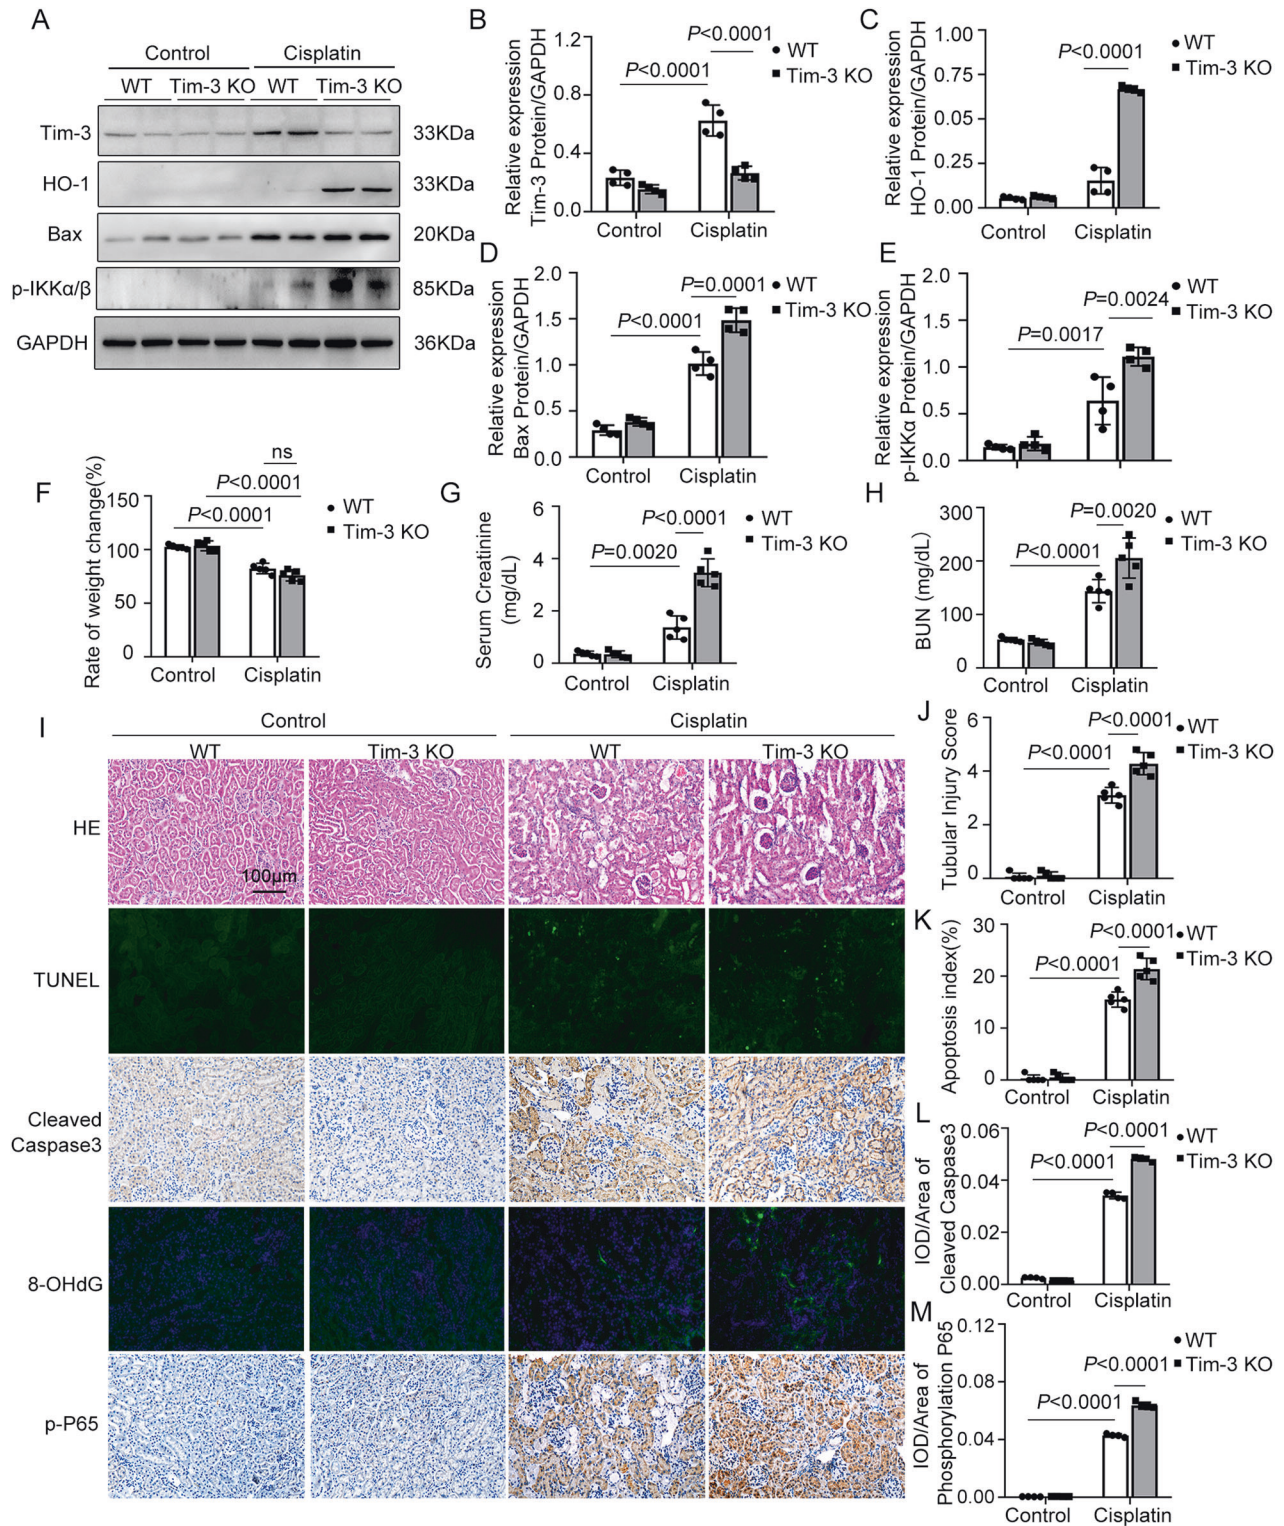 A
Control Cisplatin
WT Tim-3 KO WT Tim-3 KO
Tim-3 33KDa
HO-1 33KDa
Bax 20KDa
p-IKKα/β 85KDa
GAPDH 36KDa
B
Relative expression
Tim-3 Protein/GAPDH
1.2
0.8
0.4
0.0
P<0.0001
P<0.0001
WT
Tim-3 KO
Control Cisplatin
C
Relative expression
HO-1 Protein/GAPDH
1.00
0.75
0.50
0.25
0.00
P<0.0001
WT
Tim-3 KO
Control Cisplatin
D
Relative expression
Bax Protein/GAPDH
2.0
1.5
1.0
0.5
0.0
P=0.0001
P<0.0001
WT
Tim-3 KO
Control Cisplatin
E
Relative expression
p-IKKα Protein/GAPDH
2.0
1.5
1.0
0.5
0.0
P=0.0024
P=0.0017
WT
Tim-3 KO
Control Cisplatin
F
Rate of weight change(%)
150
100
50
0
ns
P<0.0001
P<0.0001
WT
Tim-3 KO
Control Cisplatin
G
Serum Creatinine
(mg/dL)
6
4
2
0
P<0.0001
P=0.0020
WT
Tim-3 KO
Control Cisplatin
H
BUN (mg/dL)
300
200
100
0
P=0.0020
P<0.0001
WT
Tim-3 KO
Control Cisplatin
I
Control Cisplatin
WT Tim-3 KO WT Tim-3 KO
HE
100μm
TUNEL
Cleaved
Caspase3
8-OHdG
p-P65
J
Tubular Injury Score
6
4
2
0
P<0.0001
P<0.0001
WT
Tim-3 KO
Control Cisplatin
K
Apoptosis index(%)
30
20
10
0
P<0.0001
P<0.0001
WT
Tim-3 KO
Control Cisplatin
L
IOD/Area of
Cleaved Caspase3
0.06
0.04
0.02
0.00
P<0.0001
P<0.0001
WT
Tim-3 KO
Control Cisplatin
M
IOD/Area of
Phosphorylation P65
0.12
0.08
0.04
0.00
P<0.0001
P<0.0001
WT
Tim-3 KO
Control Cisplatin